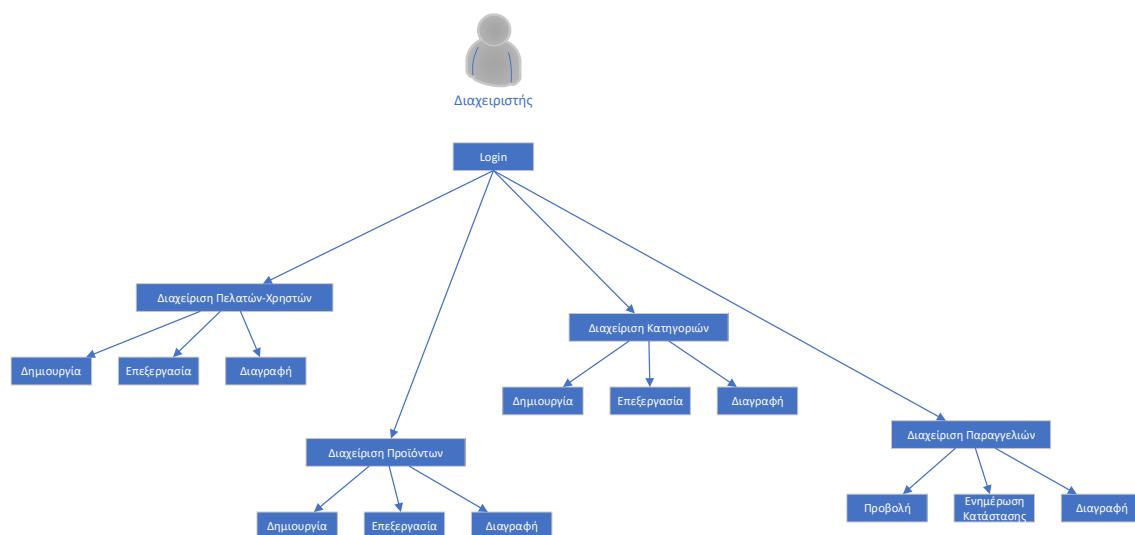 Διαχειριστής
Login
Διαχείριση Πελατών-Χρηστών
Δημιουργία
Επεξεργασία
Διαγραφή
Διαχείριση Κατηγοριών
Δημιουργία
Επεξεργασία
Διαγραφή
Διαχείριση Προϊόντων
Δημιουργία
Επεξεργασία
Διαγραφή
Διαχείριση Παραγγελιών
Προβολή
Ενημέρωση
Κατάστασης
Διαγραφή